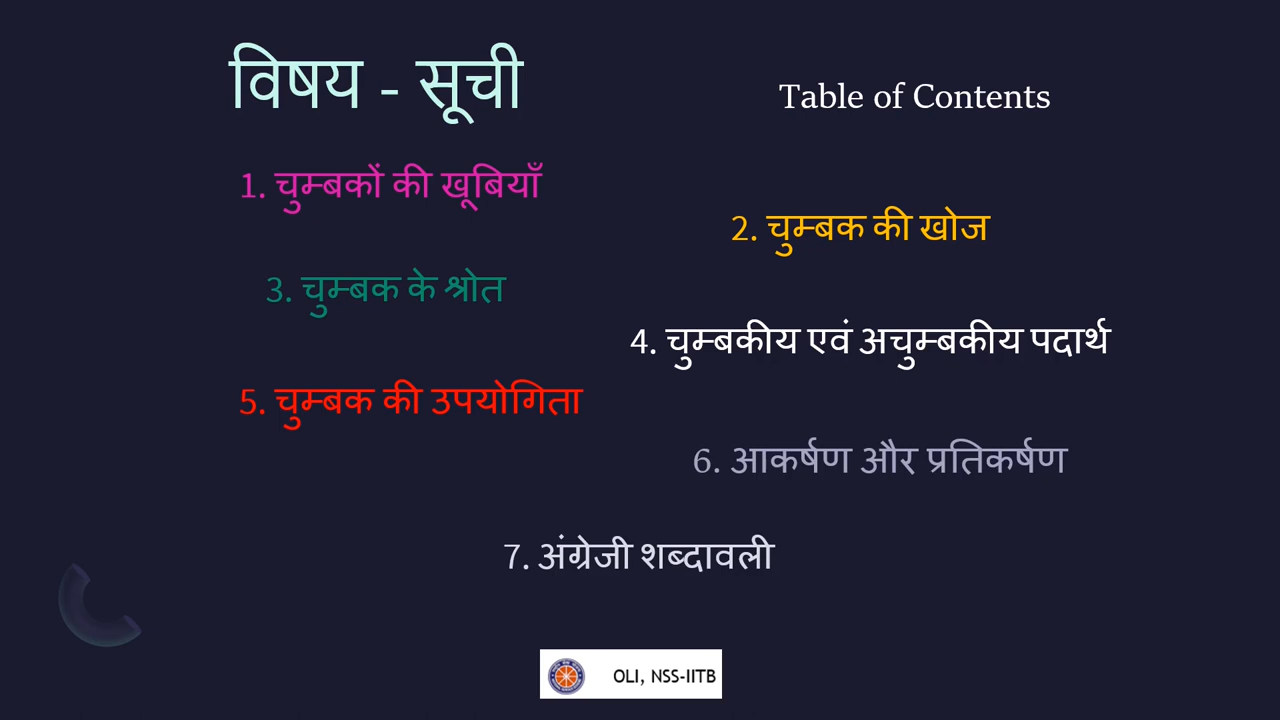 विषय - सूची
Table of Contents
1. चुम्बकों की खूबियाँ
2. चुम्बक की खोज
3. चुम्बक के श्रोत
4. चुम्बकीय एवं अचुम्बकीय पदार्थ
5. चुम्बक की उपयोगिता
6. आकर्षण और प्रतिकर्षण
7. अंग्रेजी शब्दावली
OLI, NSS-IITB